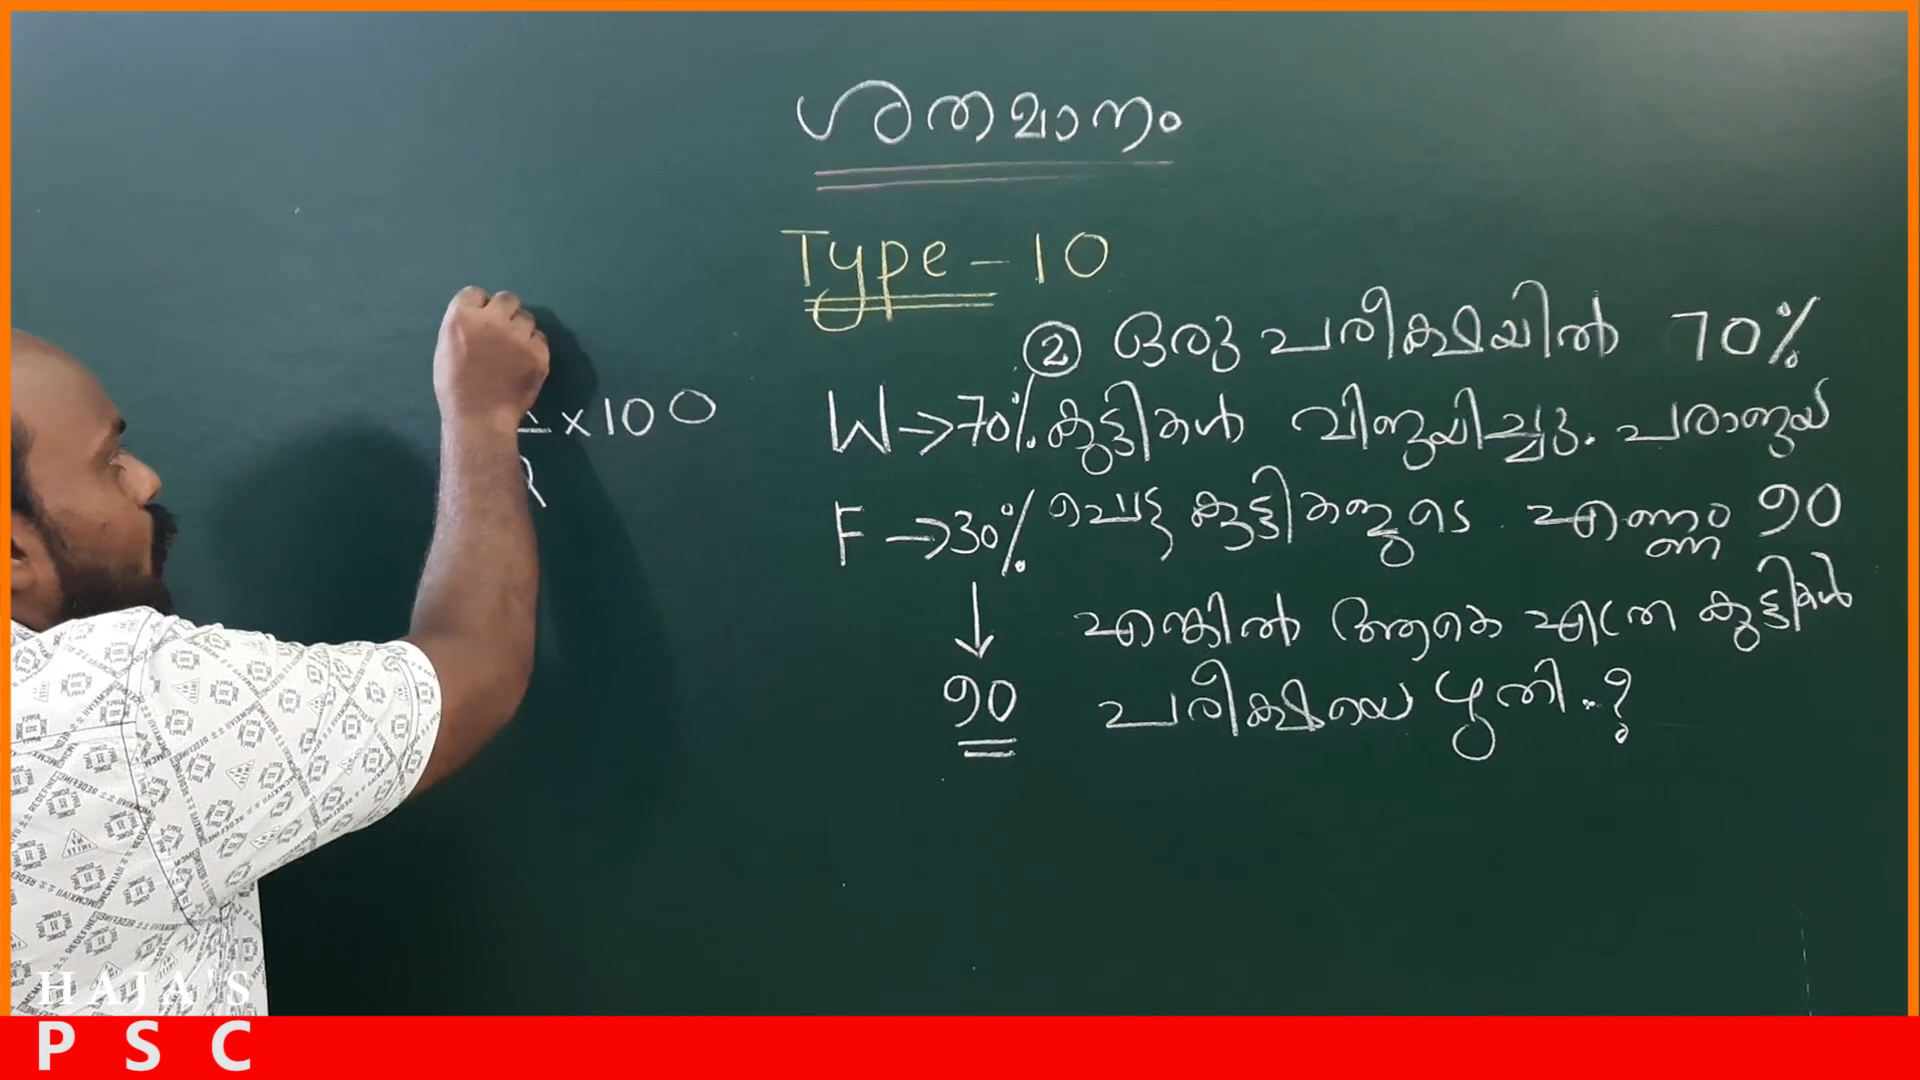 ശതമാനം
Type - 10
② ഒരു പരീക്ഷയിൽ 70%
കുട്ടികൾ വിജയിച്ചു. പരാജയ
പെട്ട കുട്ടികളുടെ എണ്ണം 90
എങ്കിൽ ആകെ എത്ര കുട്ടികൾ
പരീക്ഷയെഴുതി..?
W → 70%
F → 30%
↓
90
x100
HAJA'S
PSC